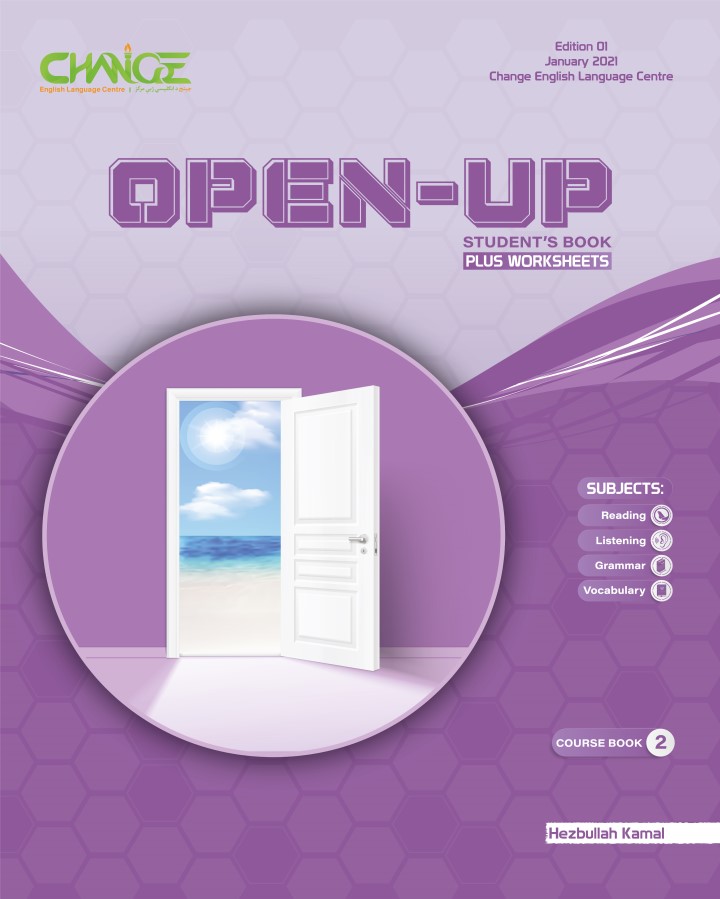 CHANGE
English Language Centre
Edition 01
January 2021
Change English Language Centre
OPEN-UP
STUDENT'S BOOK
PLUS WORKSHEETS
SUBJECTS:
Reading
Listening
Grammar
Vocabulary
COURSE BOOK 2
Hezbullah Kamal